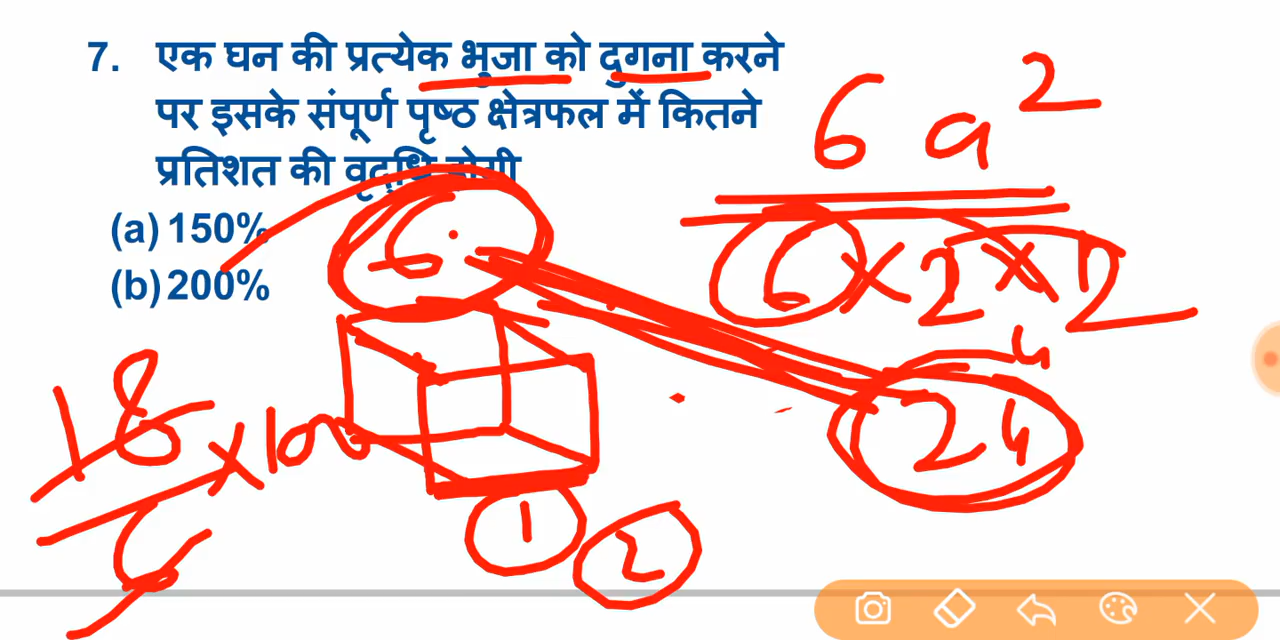 7. एक घन की प्रत्येक भुजा को दुगना करने
पर इसके संपूर्ण पृष्ठ क्षेत्रफल में कितने
प्रतिशत की वृद्धि होगी
(a) 150%
(b) 200%
6a²
6×2×2
4
6
24
18/6 ×100
1
2